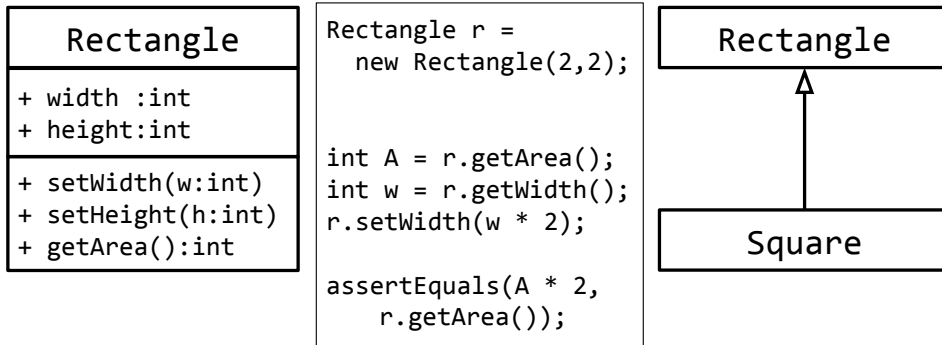 Rectangle
+ width :int
+ height:int
+ setWidth(w:int)
+ setHeight(h:int)
+ getArea():int
Rectangle r =
new Rectangle(2,2);
int A = r.getArea();
int w = r.getWidth();
r.setWidth(w * 2);
assertEquals(A * 2,
r.getArea());
Rectangle
Square